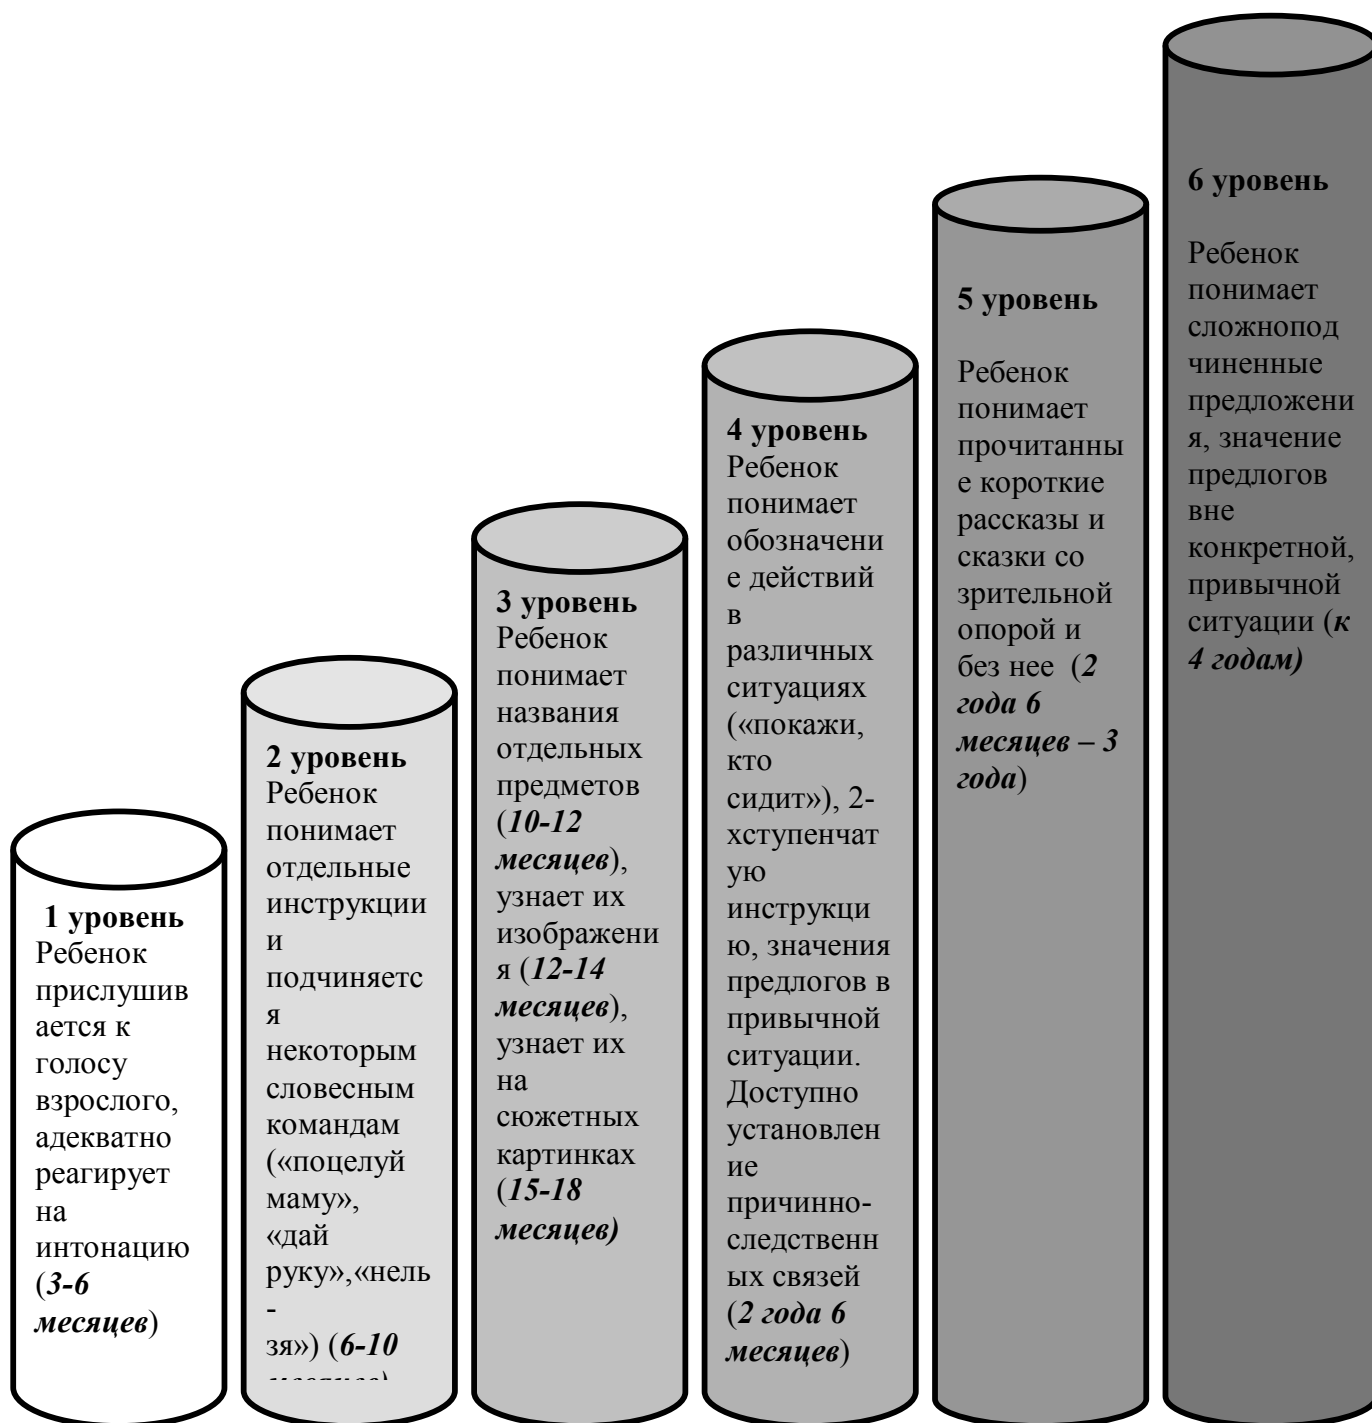 1 уровень
Ребенок
прислушив
ается к
голосу
взрослого,
адекватно
реагирует
на
интонацию
(3-6
месяцев)
2 уровень
Ребенок
понимает
отдельные
инструкции
и
подчиняетс
я
некоторым
словесным
командам
(«поцелуй
маму»,
«дай
руку»,«нель
-
зя») (6-10
3 уровень
Ребенок
понимает
названия
отдельных
предметов
(10-12
месяцев),
узнает их
изображени
я (12-14
месяцев),
узнает их
на
сюжетных
картинках
(15-18
месяцев)
4 уровень
Ребенок
понимает
обозначени
е действий
в
различных
ситуациях
(«покажи,
кто
сидит»), 2-
хступенчат
ую
инструкци
ю, значения
предлогов в
привычной
ситуации.
Доступно
установлен
ие
причинно-
следственн
ых связей
(2 года 6
месяцев)
5 уровень
Ребенок
понимает
прочитанны
е короткие
рассказы и
сказки со
зрительной
опорой и
без нее (2
года 6
месяцев – 3
года)
6 уровень
Ребенок
понимает
сложнопод
чиненные
предложени
я, значение
предлогов
вне
конкретной,
привычной
ситуации (к
4 годам)